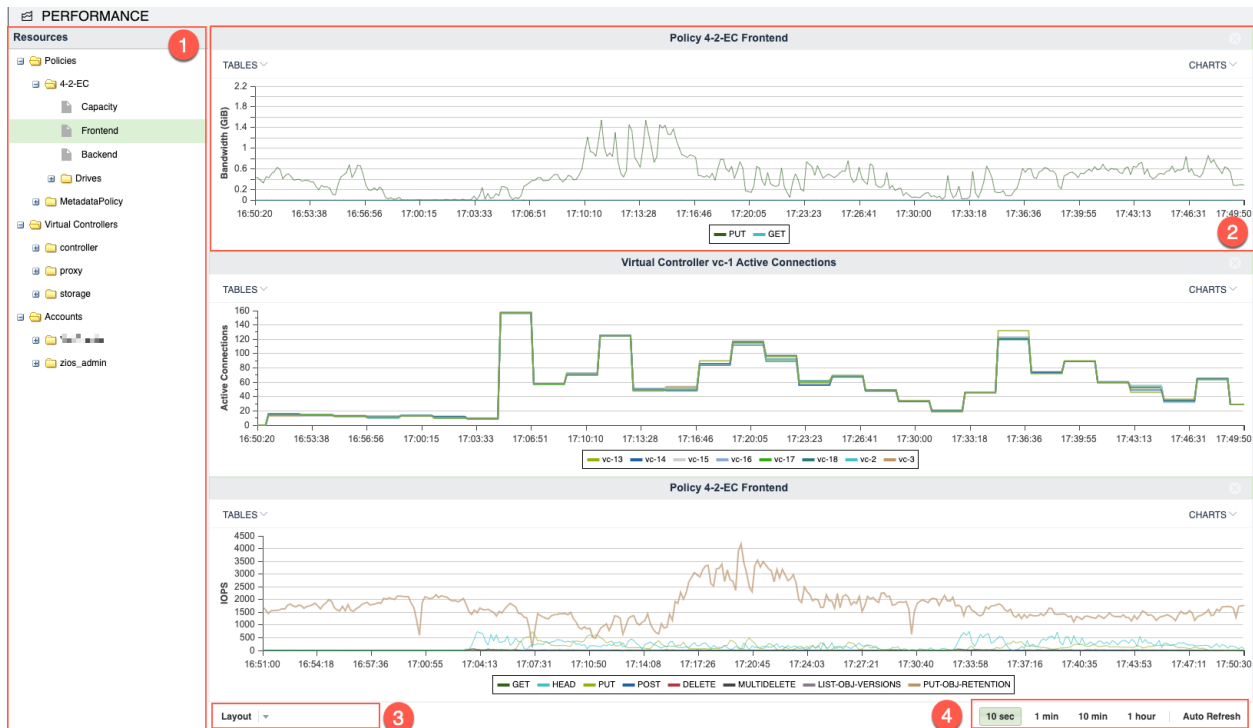 PERFORMANCE
Resources
1
Policies
4-2-EC
Capacity
Frontend
Backend
Drives
MetadataPolicy
Virtual Controllers
controller
proxy
storage
Accounts
zios_admin
Policy 4-2-EC Frontend
TABLES
CHARTS
Bandwidth (GiB)
2.2
1.8
1.4
1
0.6
0.2
0
16:50:20 16:53:38 16:56:56 17:00:15 17:03:33 17:06:51 17:10:10 17:13:28 17:16:46 17:20:05 17:23:23 17:26:41 17:30:00 17:33:18 17:36:36 17:39:55 17:43:13 17:46:31 17:49:50
PUT GET
2
Virtual Controller vc-1 Active Connections
TABLES
CHARTS
Active Connections
160
140
120
100
80
60
40
20
0
16:50:20 16:53:38 16:56:56 17:00:15 17:03:33 17:06:51 17:10:10 17:13:28 17:16:46 17:20:05 17:23:23 17:26:41 17:30:00 17:33:18 17:36:36 17:39:55 17:43:13 17:46:31 17:49:50
vc-13 vc-14 vc-15 vc-16 vc-17 vc-18 vc-2 vc-3
Policy 4-2-EC Frontend
TABLES
CHARTS
IOPS
4500
4000
3500
3000
2500
2000
1500
1000
500
0
16:51:00 16:54:18 16:57:36 17:00:55 17:04:13 17:07:31 17:10:50 17:14:08 17:17:26 17:20:45 17:24:03 17:27:21 17:30:40 17:33:58 17:37:16 17:40:35 17:43:53 17:47:11 17:50:30
GET HEAD PUT POST DELETE MULTIDELETE LIST-OBJ-VERSIONS PUT-OBJ-RETENTION
Layout
3
4
10 sec 1 min 10 min 1 hour Auto Refresh